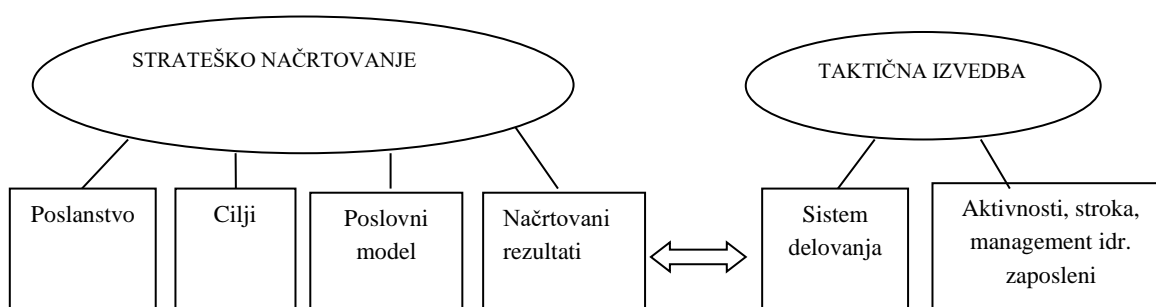 STRATEŠKO NAČRTOVANJE
TAKTIČNA IZVEDBA
Poslanstvo
Cilji
Poslovni
model
Načrtovani
rezultati
Sistem
delovanja
Aktivnosti, stroka,
management idr.
zaposleni